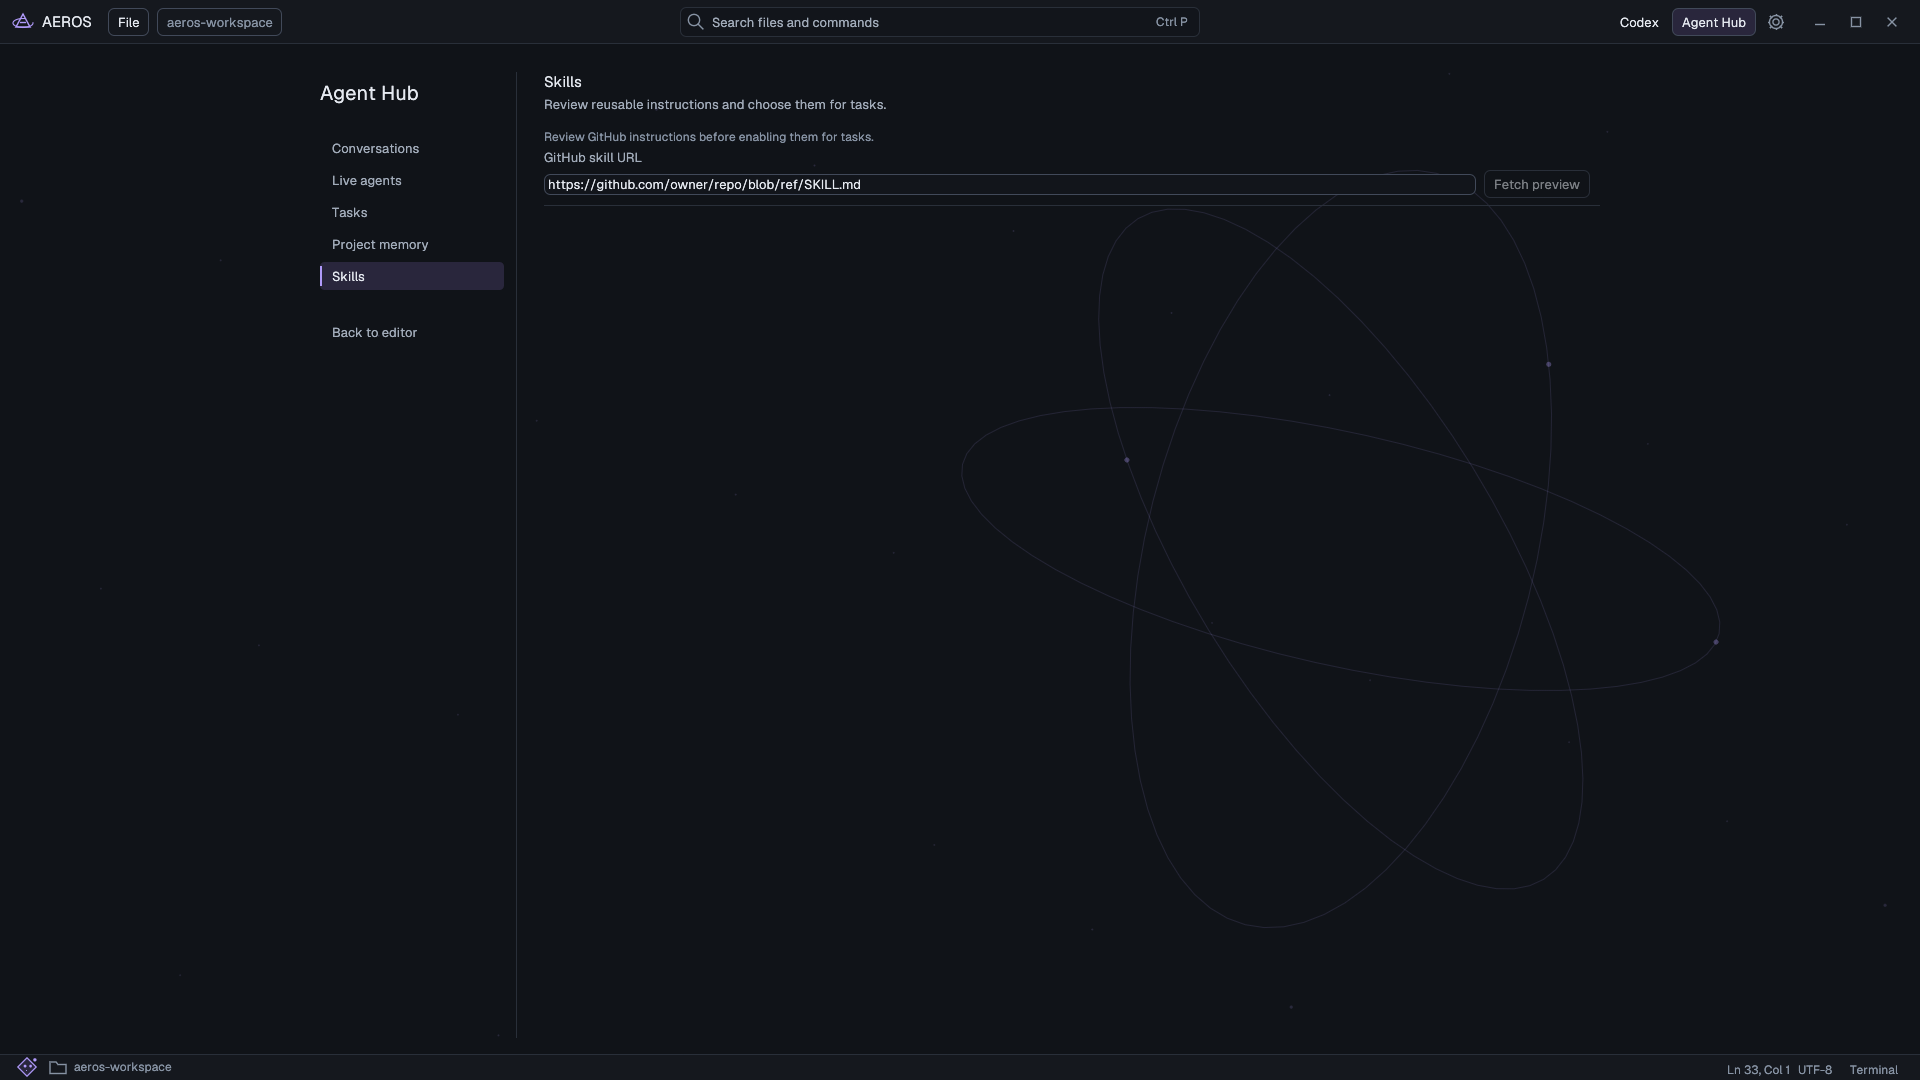 AEROS File aeros-workspace Search files and commands Ctrl P Codex Agent Hub
Agent Hub
Conversations
Live agents
Tasks
Project memory
Skills
Back to editor
Skills
Review reusable instructions and choose them for tasks.
Review GitHub instructions before enabling them for tasks.
GitHub skill URL
https://github.com/owner/repo/blob/ref/SKILL.md Fetch preview
aeros-workspace Ln 33, Col 1 UTF-8 Terminal